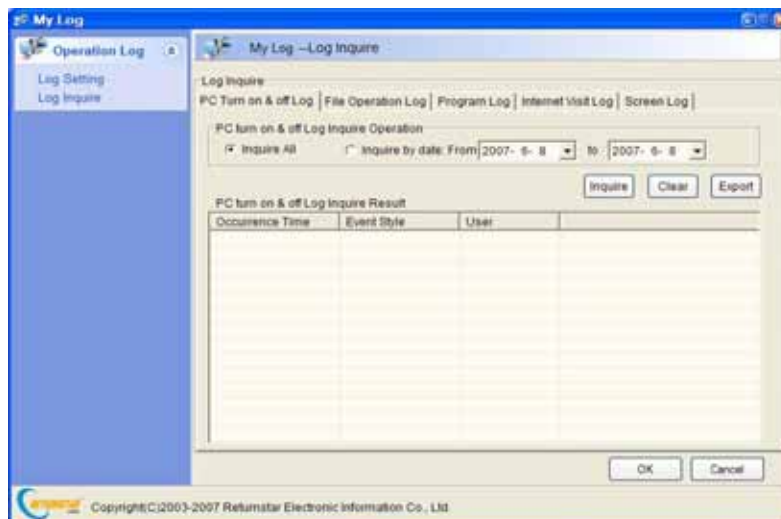 My Log
Operation Log
Log Setting
Log Inquire
My Log --Log Inquire
Log Inquire
PC Turn on & off Log File Operation Log Program Log Internet Visit Log Screen Log
PC turn on & off Log Inquire Operation
Inquire All Inquire by date: From 2007- 6- 8 to 2007- 6- 8
Inquire Clear Export
PC turn on & off Log Inquire Result
Occurrence Time Event Style User
OK Cancel
Copyright(C)2003-2007 Returnstar Electronic Information Co., Ltd